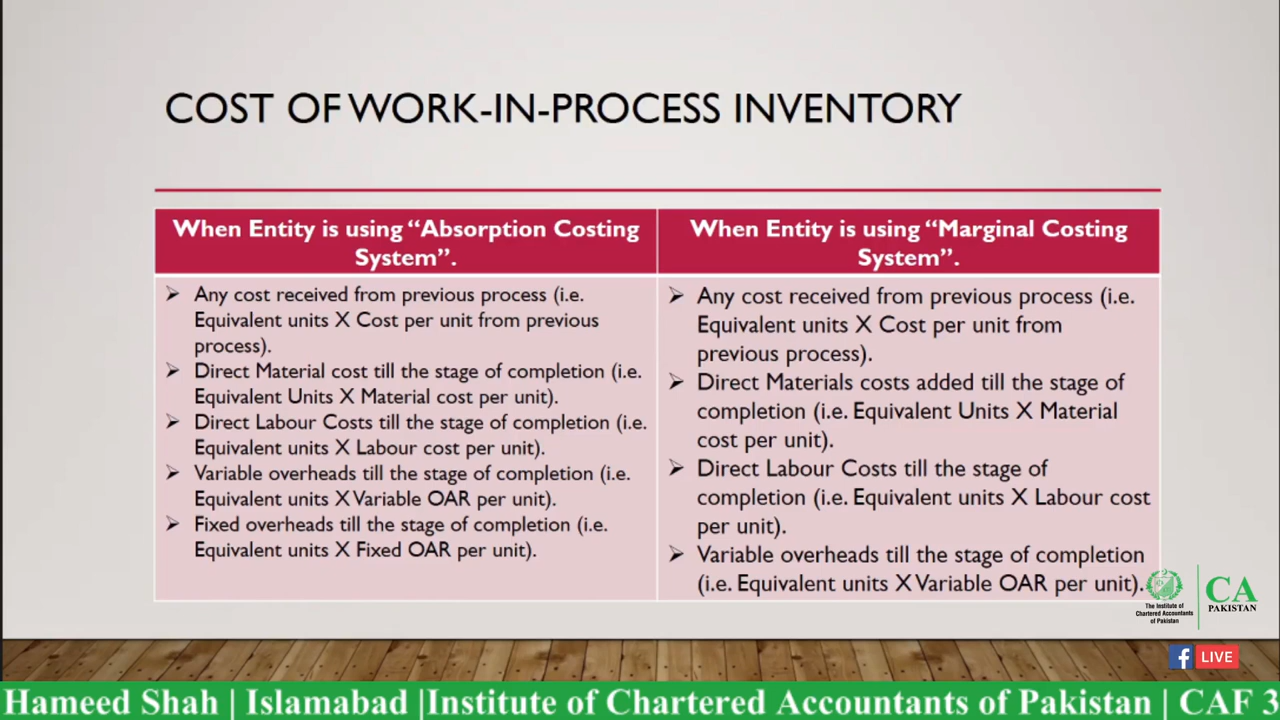 COST OF WORK-IN-PROCESS INVENTORY
When Entity is using “Absorption Costing
System”.
Any cost received from previous process (i.e.
Equivalent units X Cost per unit from previous
process).
Direct Material cost till the stage of completion (i.e.
Equivalent Units X Material cost per unit).
Direct Labour Costs till the stage of completion (i.e.
Equivalent units X Labour cost per unit).
Variable overheads till the stage of completion (i.e.
Equivalent units X Variable OAR per unit).
Fixed overheads till the stage of completion (i.e.
Equivalent units X Fixed OAR per unit).
When Entity is using “Marginal Costing
System”.
Any cost received from previous process (i.e.
Equivalent units X Cost per unit from
previous process).
Direct Materials costs added till the stage of
completion (i.e. Equivalent Units X Material
cost per unit).
Direct Labour Costs till the stage of
completion (i.e. Equivalent units X Labour cost
per unit).
Variable overheads till the stage of completion
(i.e. Equivalent units X Variable OAR per unit).
The Institute of
Chartered Accountants
of Pakistan
CA
PAKISTAN
f LIVE
Hameed Shah | Islamabad |Institute of Chartered Accountants of Pakistan | CAF 3